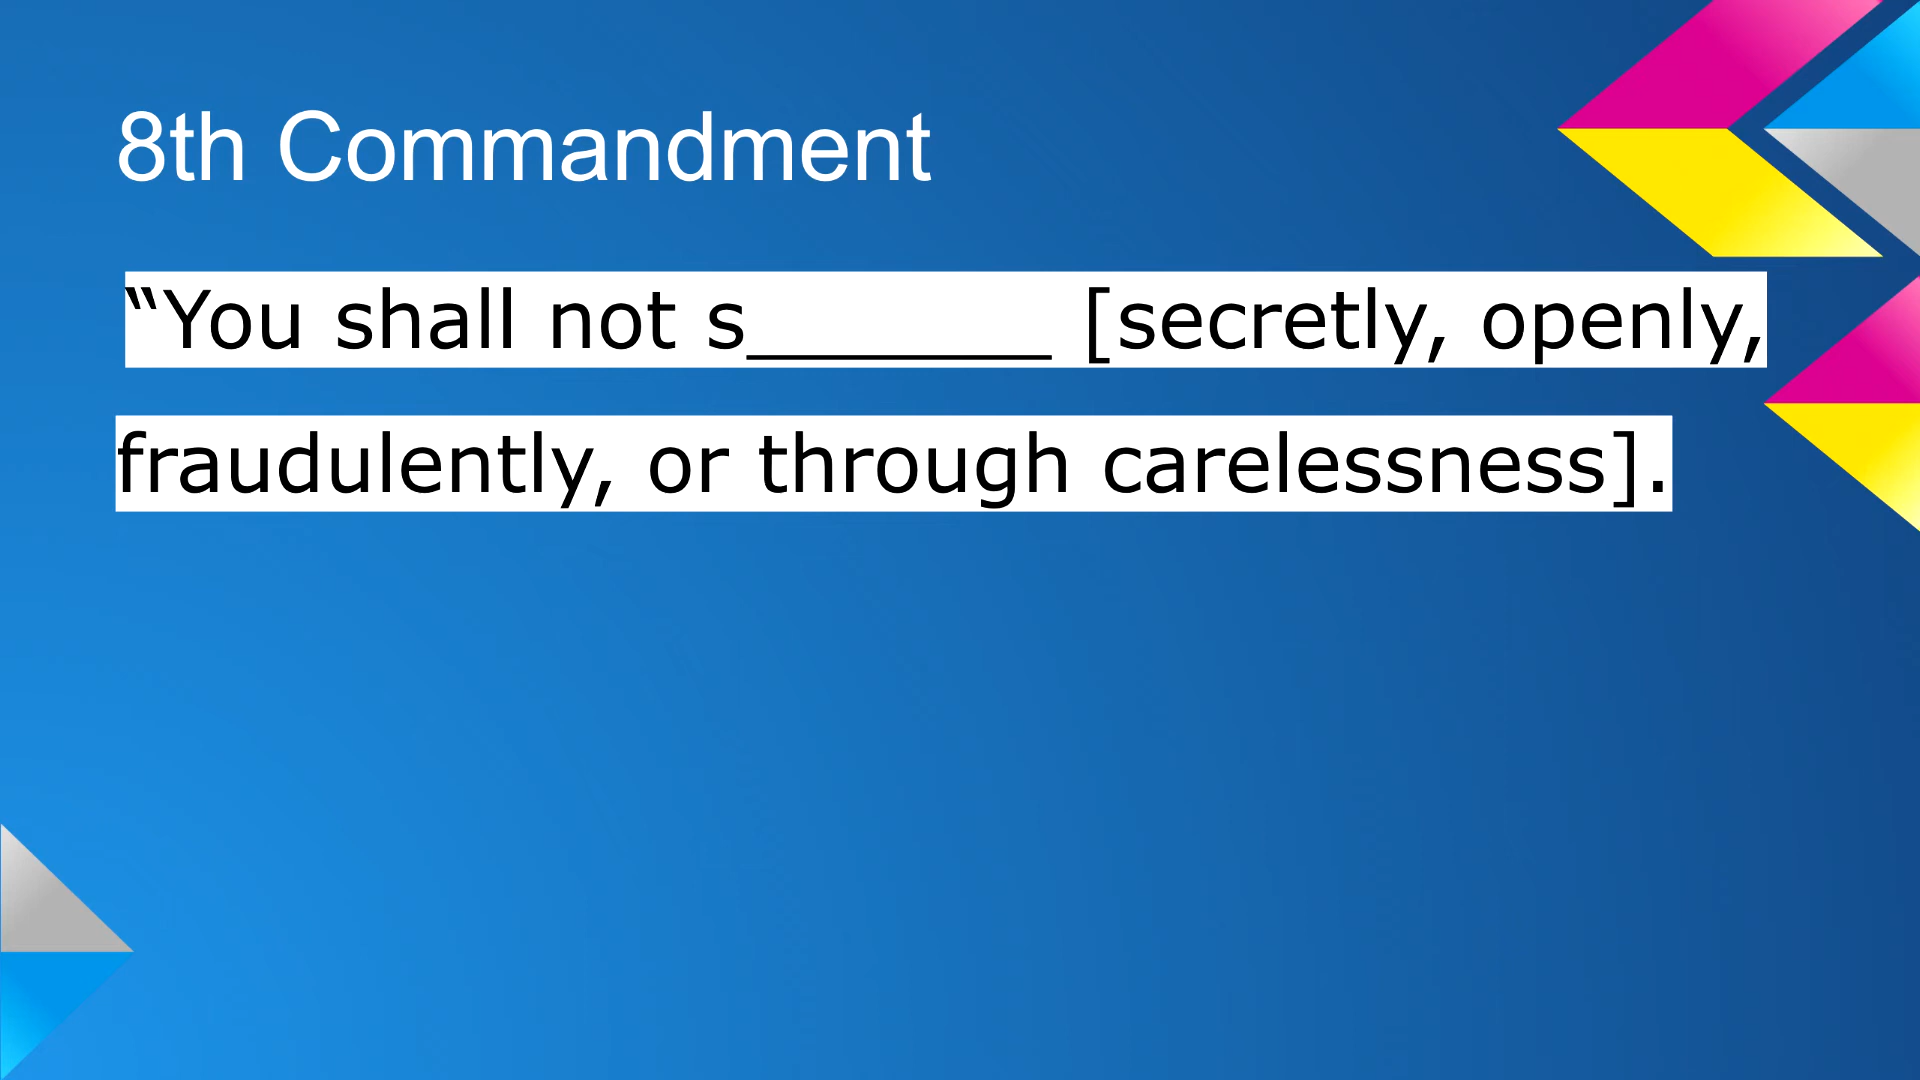 8th Commandment
“You shall not s_______ [secretly, openly,
fraudulently, or through carelessness].